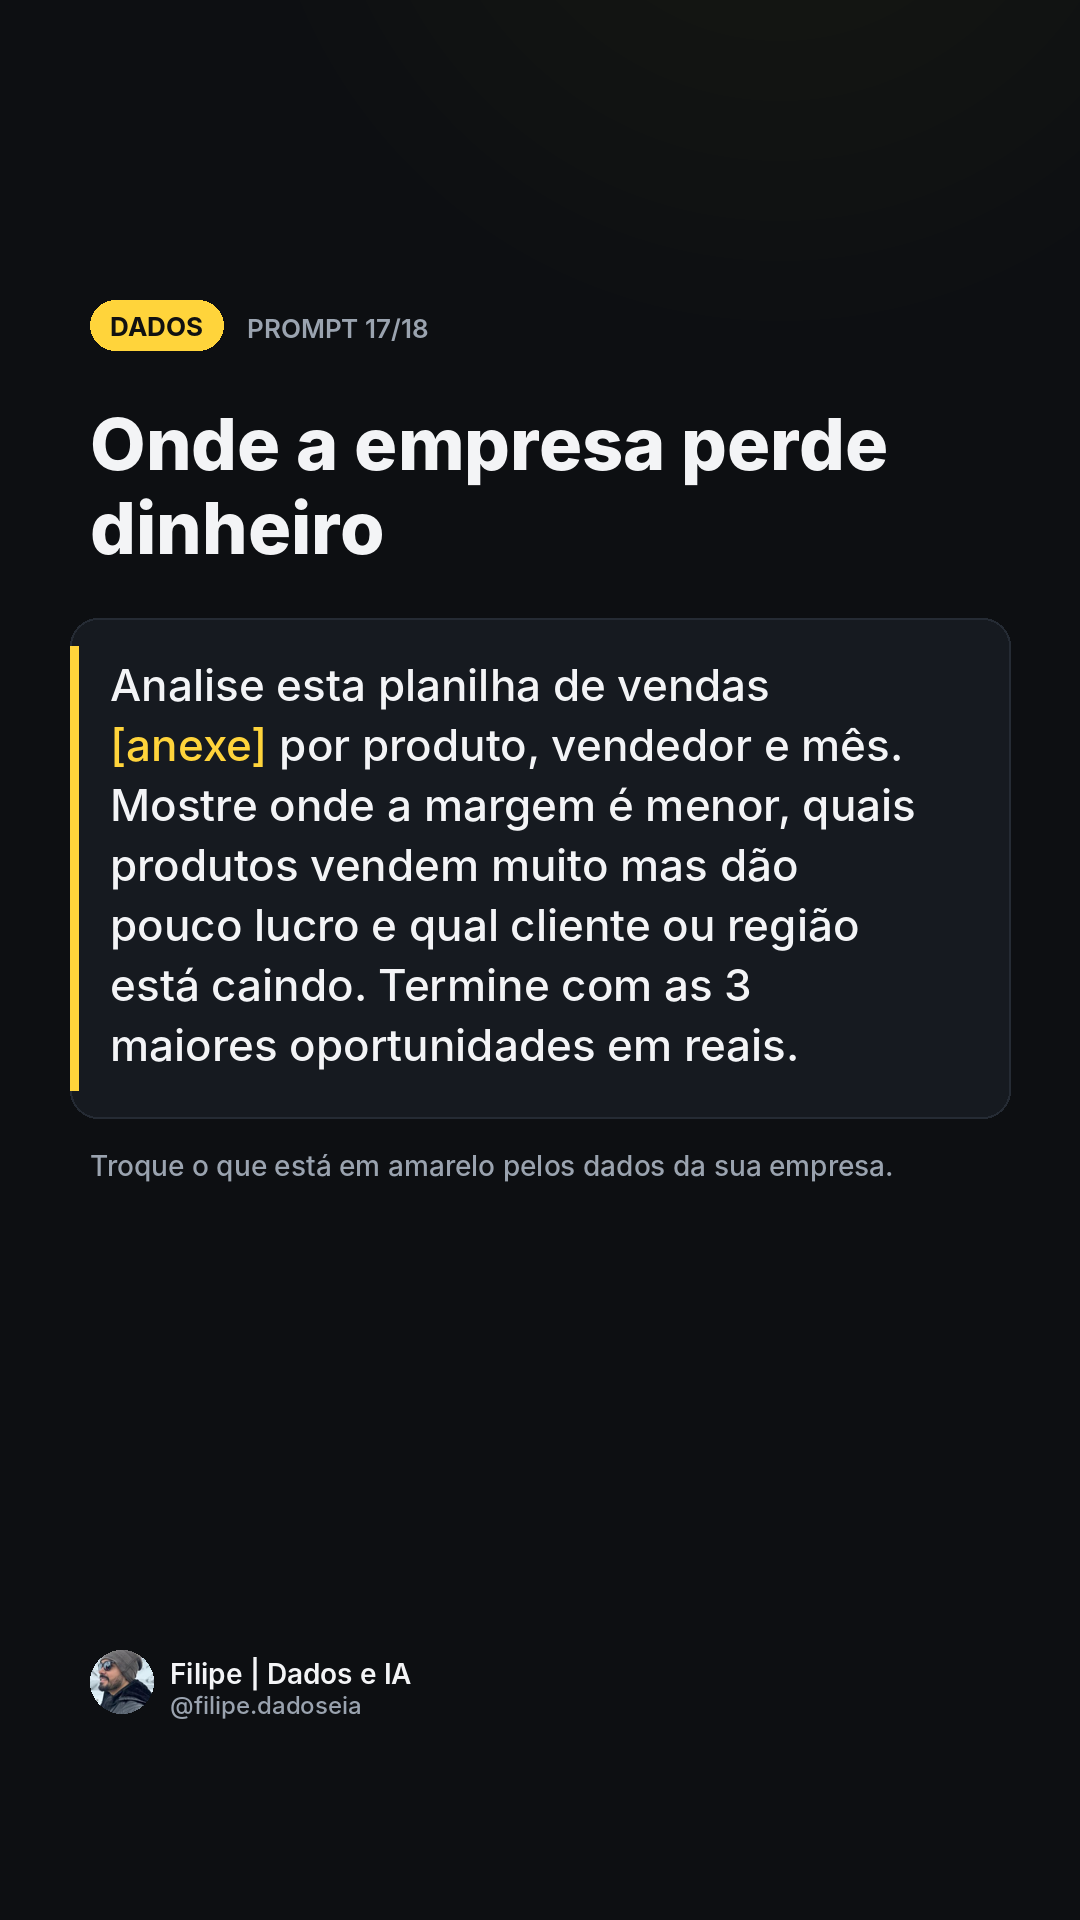 DADOS PROMPT 17/18
Onde a empresa perde
dinheiro
Analise esta planilha de vendas
[anexe] por produto, vendedor e mês.
Mostre onde a margem é menor, quais
produtos vendem muito mas dão
pouco lucro e qual cliente ou região
está caindo. Termine com as 3
maiores oportunidades em reais.
Troque o que está em amarelo pelos dados da sua empresa.
Filipe | Dados e IA
@filipe.dadoseia